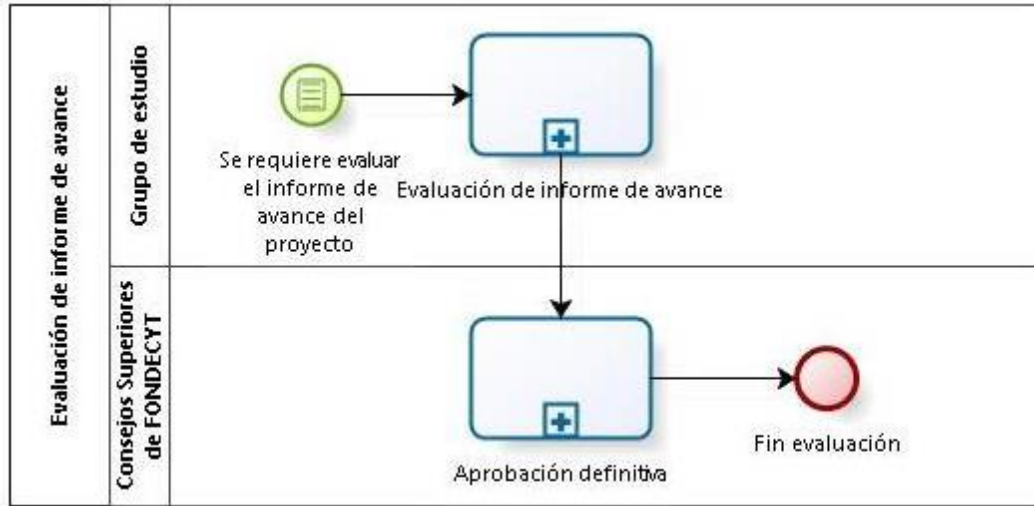 Evaluación de informe de avance
Grupo de estudio
Se requiere evaluar
el informe de
avance del
proyecto
Evaluación de informe de avance
Consejos Superiores
de FONDECYT
Aprobación definitiva
Fin evaluación